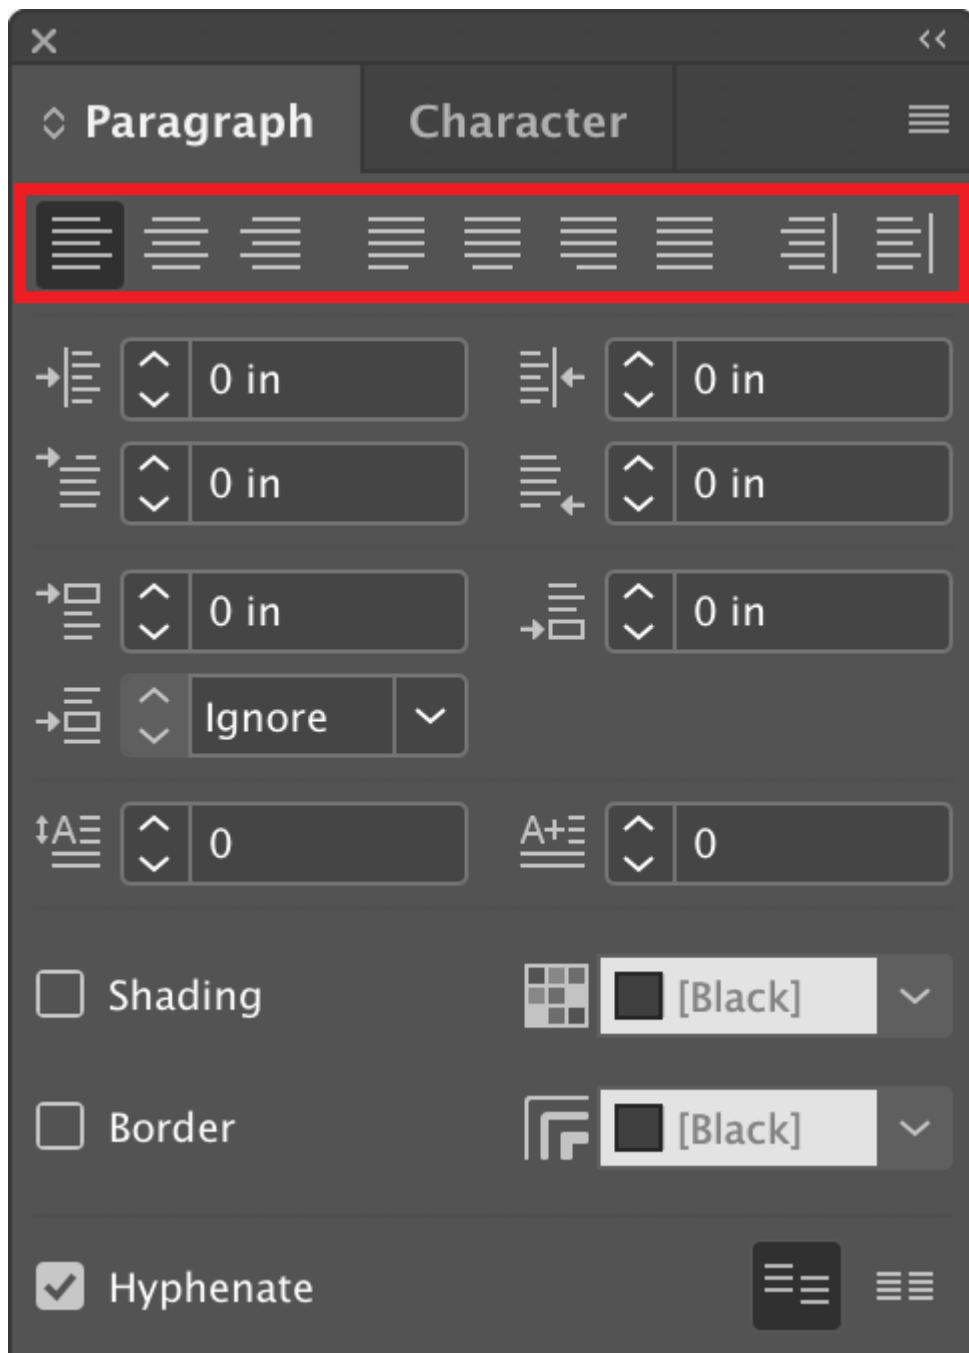 Paragraph Character
0 in 0 in
0 in 0 in
0 in 0 in
Ignore
0 0
Shading [Black]
Border [Black]
Hyphenate